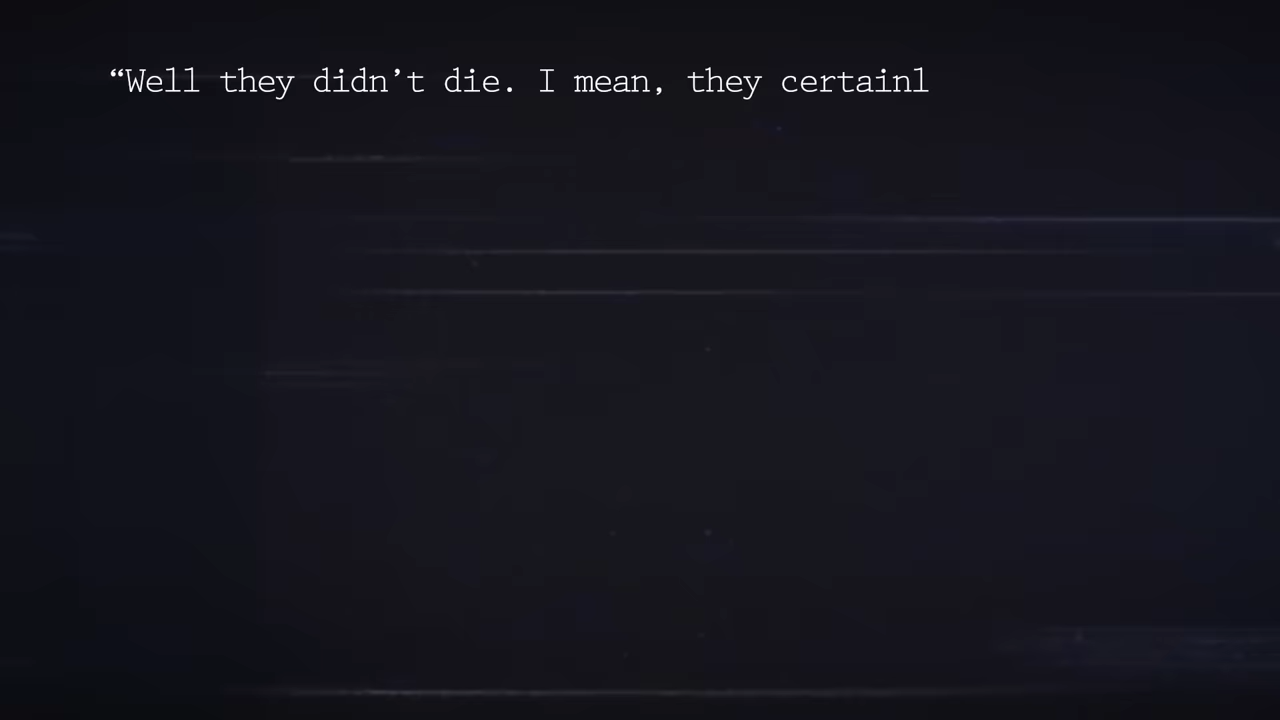 “Well they didn’t die. I mean, they certainl